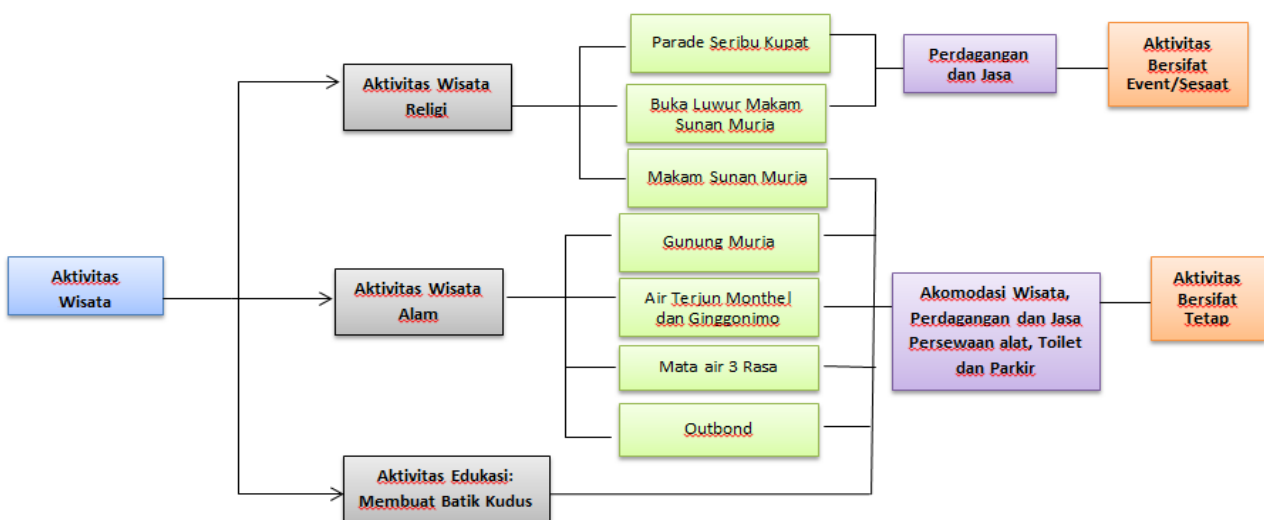 Aktivitas
Wisata
Aktivitas Wisata
Religi
Aktivitas Wisata
Alam
Aktivitas Edukasi:
Membuat Batik Kudus
Parade Seribu Kupat
Buka Luwur Makam
Sunan Muria
Makam Sunan Muria
Gunung Muria
Air Terjun Monthel
dan Ginggonimo
Mata air 3 Rasa
Outbond
Perdagangan
dan Jasa
Akomodasi Wisata,
Perdagangan dan Jasa
Persewaan alat, Toilet
dan Parkir
Aktivitas
Bersifat
Event/Sesaat
Aktivitas
Bersifat
Tetap